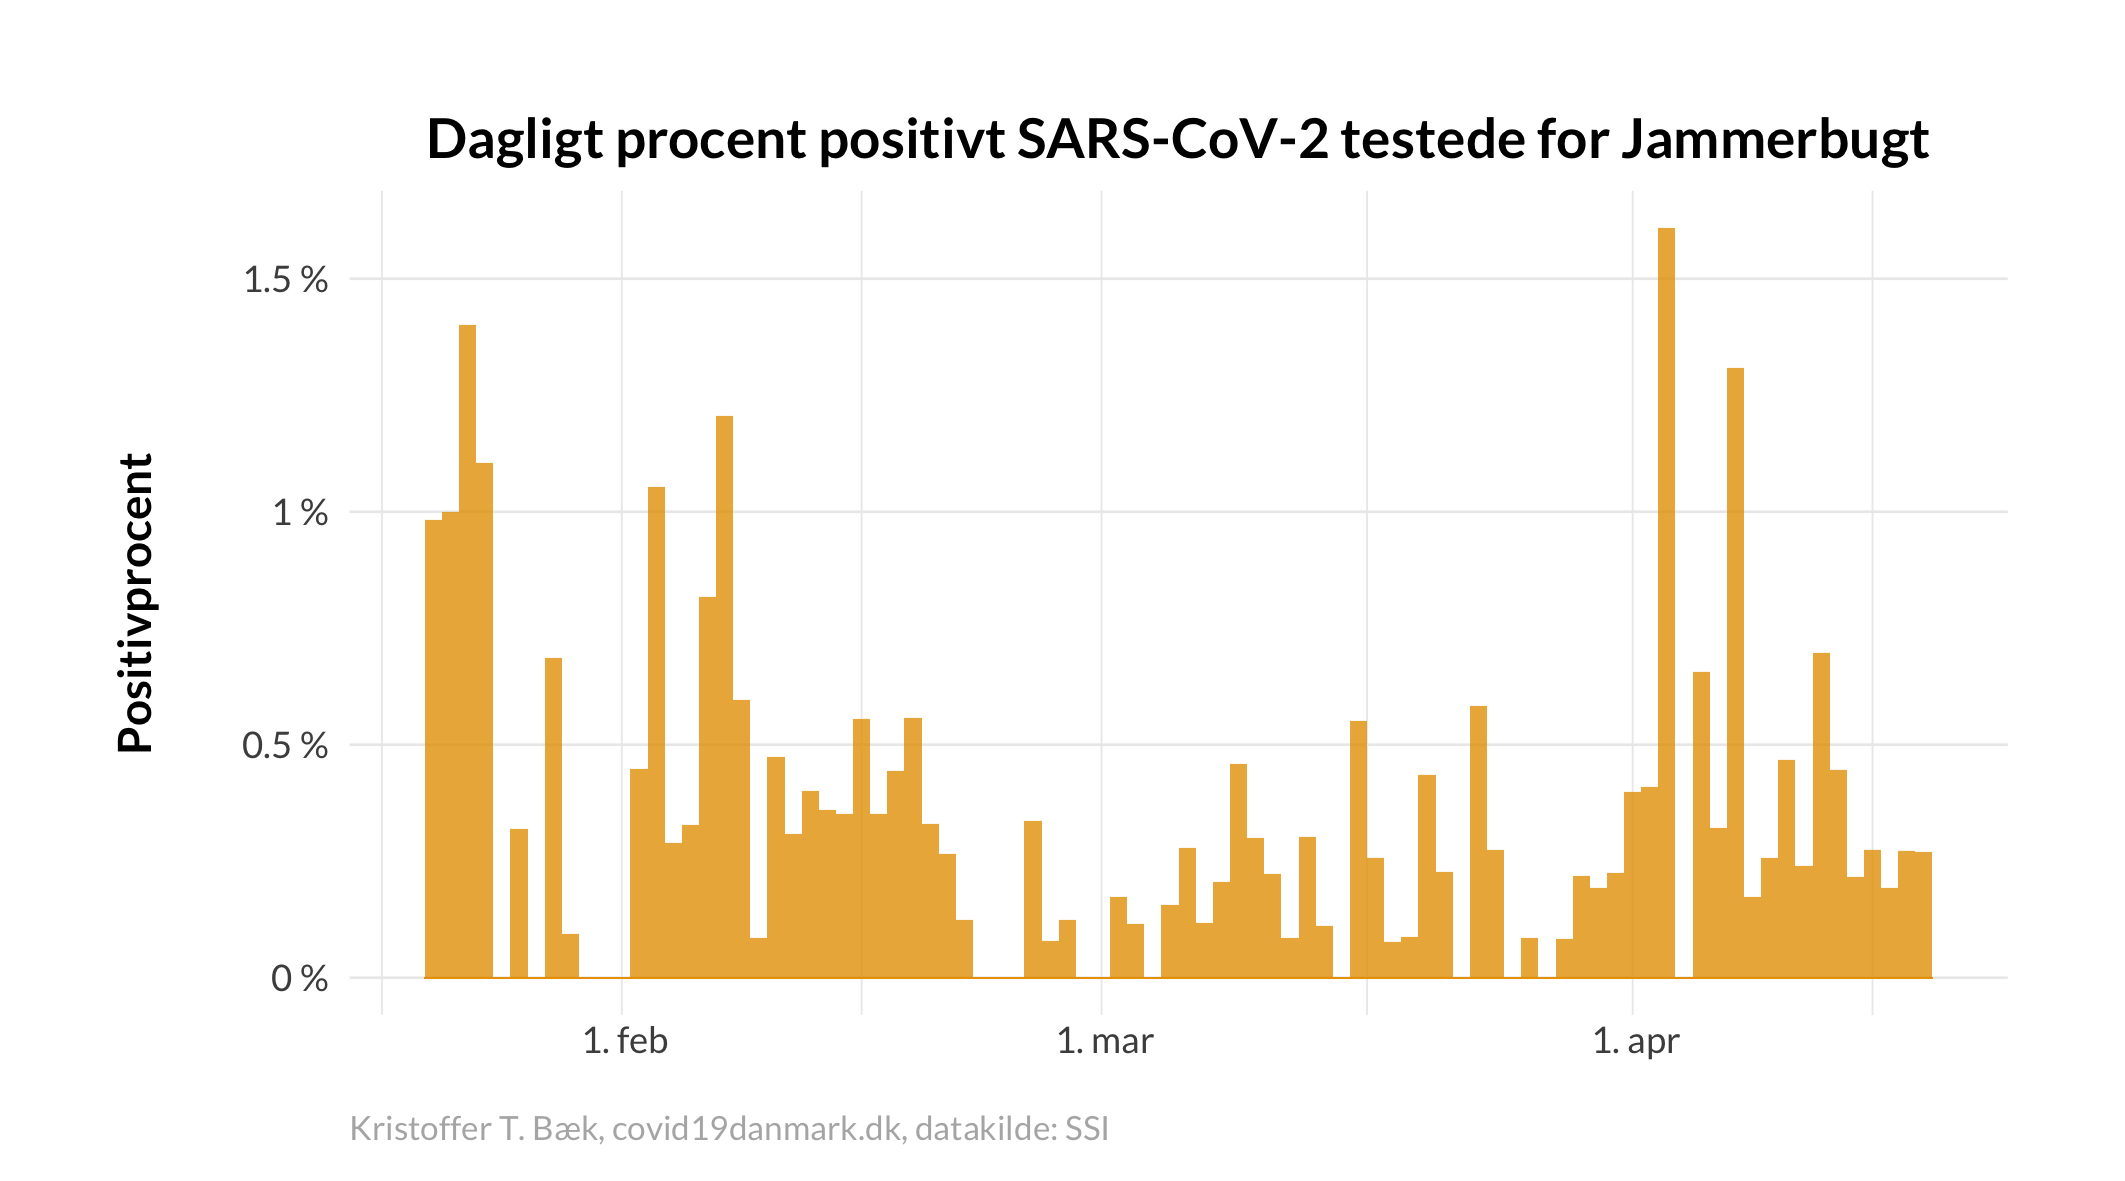 Dagligt procent positivt SARS-CoV-2 testede for Jammerbugt
Positivprocent
1.5 %
1 %
0.5 %
0 %
1. feb
1. mar
1. apr
Kristoffer T. Bæk, covid19danmark.dk, datakilde: SSI